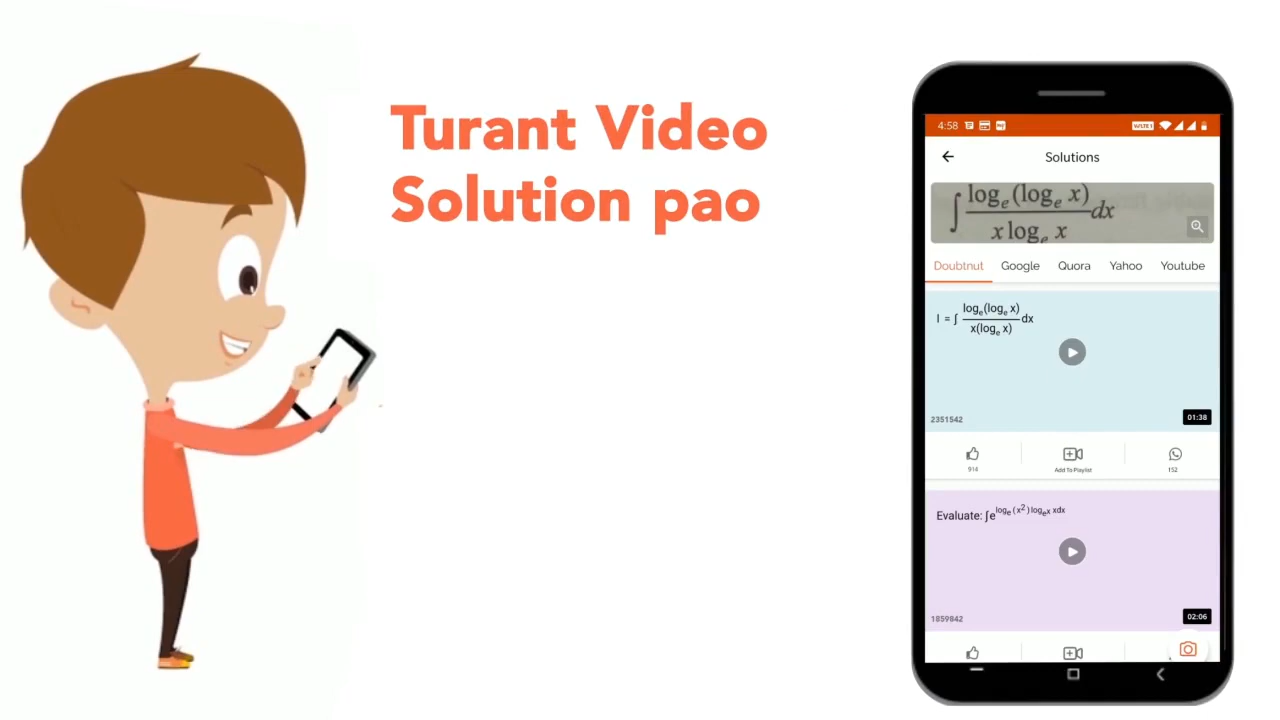 Turant Video
Solution pao
4:58
VoLTE1
Solutions
∫ logₑ(logₑ x) / x logₑ x dx
Doubtnut Google Quora Yahoo Youtube
I = ∫ logₑ(logₑ x) / x(logₑ x) dx
2351542 01:38
914 Add To Playlist 152
Evaluate: ∫e^logₑ(x²)logₑx xdx
1859842 02:06